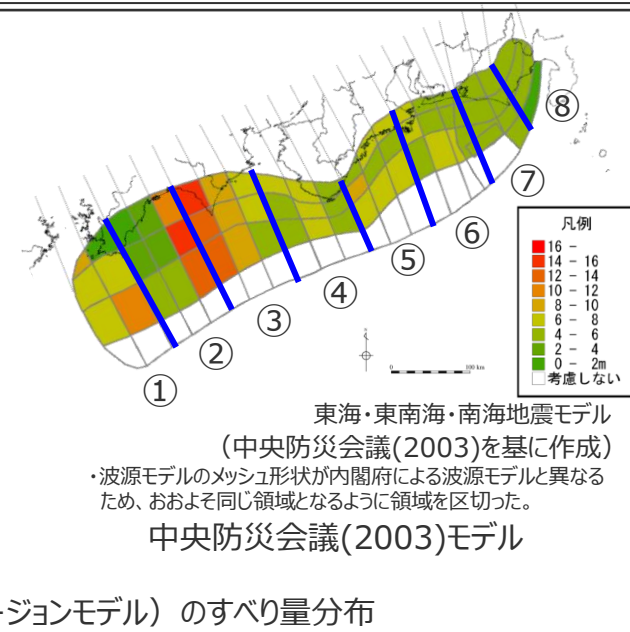 ⑧
⑦
⑥
⑤
④
③
②
①
凡例
16 -
14 - 16
12 - 14
10 - 12
8 - 10
6 - 8
4 - 6
2 - 4
0 - 2m
考慮しない
0 100 km
東海・東南海・南海地震モデル
（中央防災会議(2003)を基に作成）
・波源モデルのメッシュ形状が内閣府による波源モデルと異なる
ため、おおよそ同じ領域となるように領域を区切った。
中央防災会議(2003)モデル
ージョンモデル）のすべり量分布